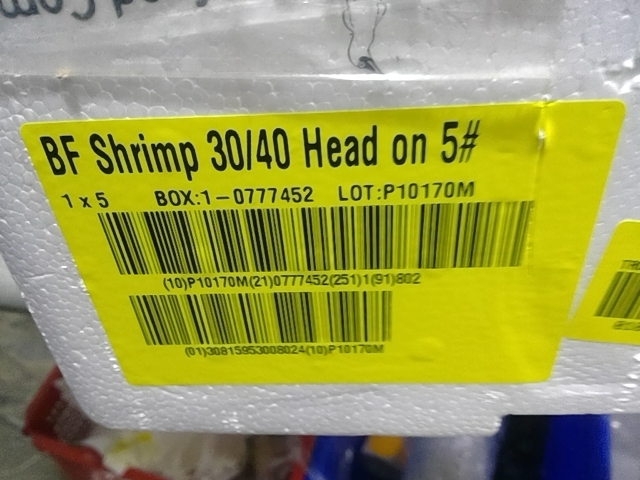 BF Shrimp 30/40 Head on 5#
1 x 5 BOX:1-0777452 LOT:P10170M
(10)P10170M(21)0777452(251)1(91)802
(01)30815953008024(10)P10170M